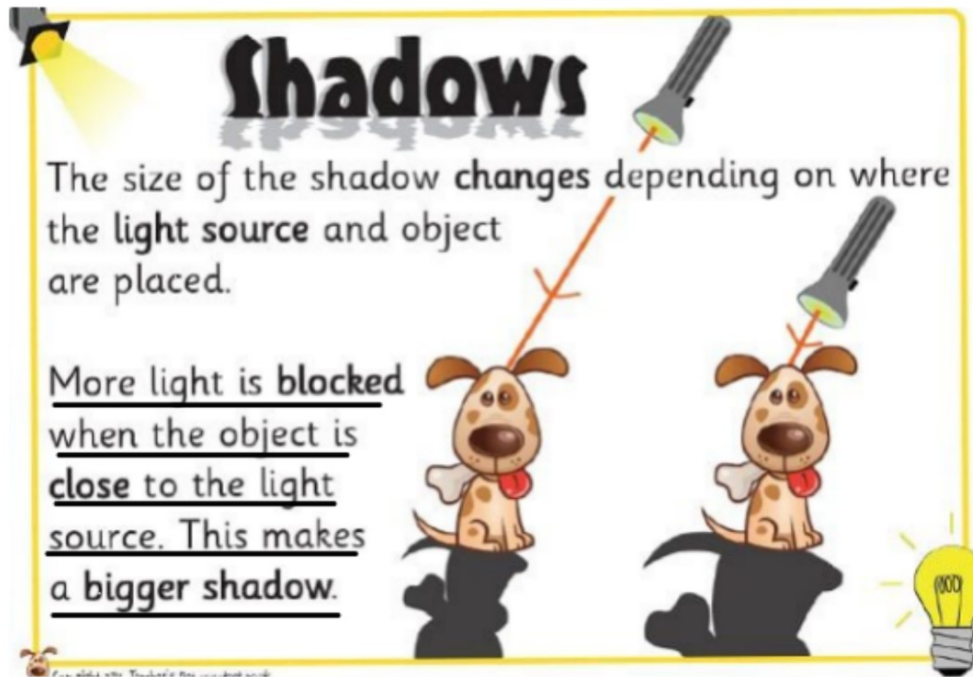 Shadows
The size of the shadow changes depending on where
the light source and object
are placed.
More light is blocked
when the object is
close to the light
source. This makes
a bigger shadow.